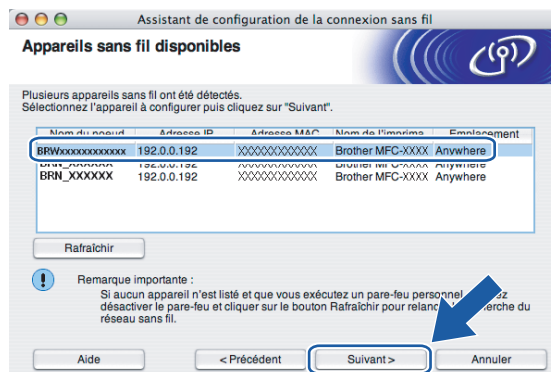 Assistant de configuration de la connexion sans fil
Appareils sans fil disponibles
Plusieurs appareils sans fil ont été détectés.
Sélectionnez l'appareil à configurer puis cliquez sur "Suivant".
Nom du noeud Adresse IP Adresse MAC Nom de l'imprima Emplacement
BRWxxxxxxxxxxxx 192.0.0.192 XXXXXXXXXXXX Brother MFC-XXXX Anywhere
BRN_XXXXXX 192.0.0.192 XXXXXXXXXXXX Brother MFC-XXXX Anywhere
BRN_XXXXXX 192.0.0.192 XXXXXXXXXXXX Brother MFC-XXXX Anywhere
Rafraîchir
Remarque importante :
Si aucun appareil n'est listé et que vous exécutez un pare-feu personnel
désactiver le pare-feu et cliquer sur le bouton Rafraîchir pour du
réseau sans fil.
Aide < Précédent Suivant > Annuler